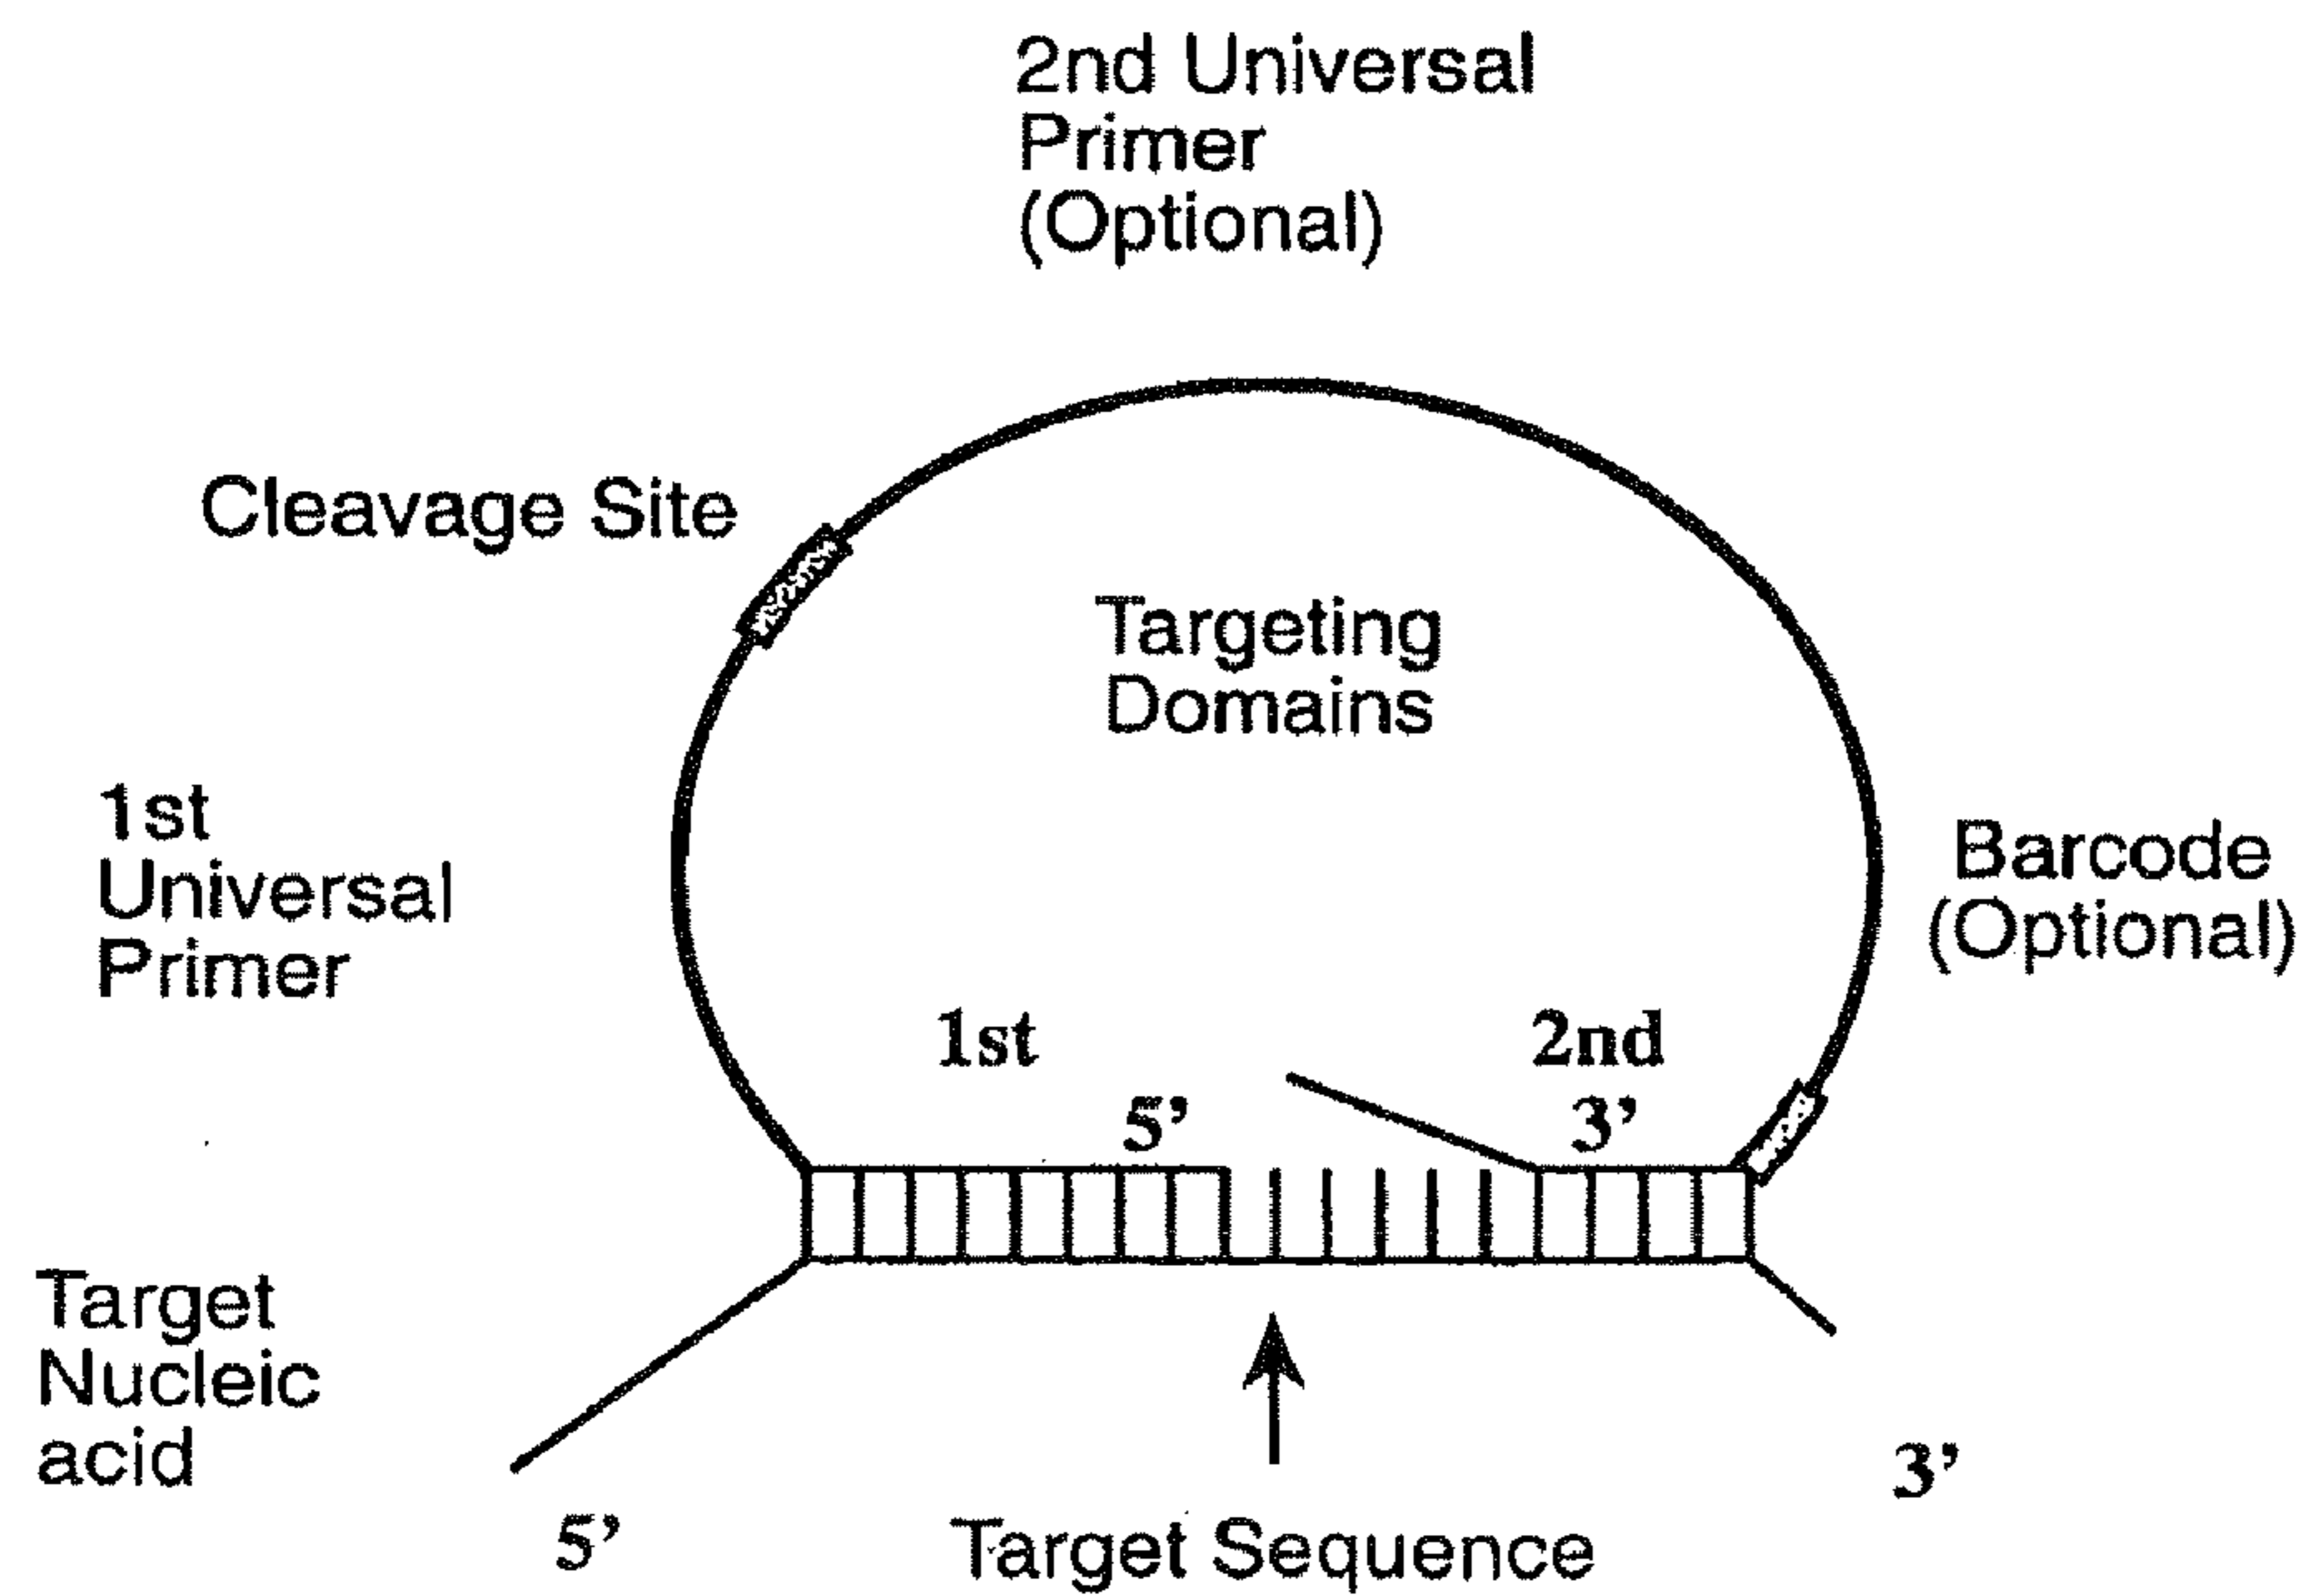 2nd Universal
Primer
(Optional)
Cleavage Site
Targeting
Domains
1st
Universal
Primer
Barcode
(Optional)
1st
2nd
5’
3’
Target
Nucleic
acid
3’
5’
Target Sequence